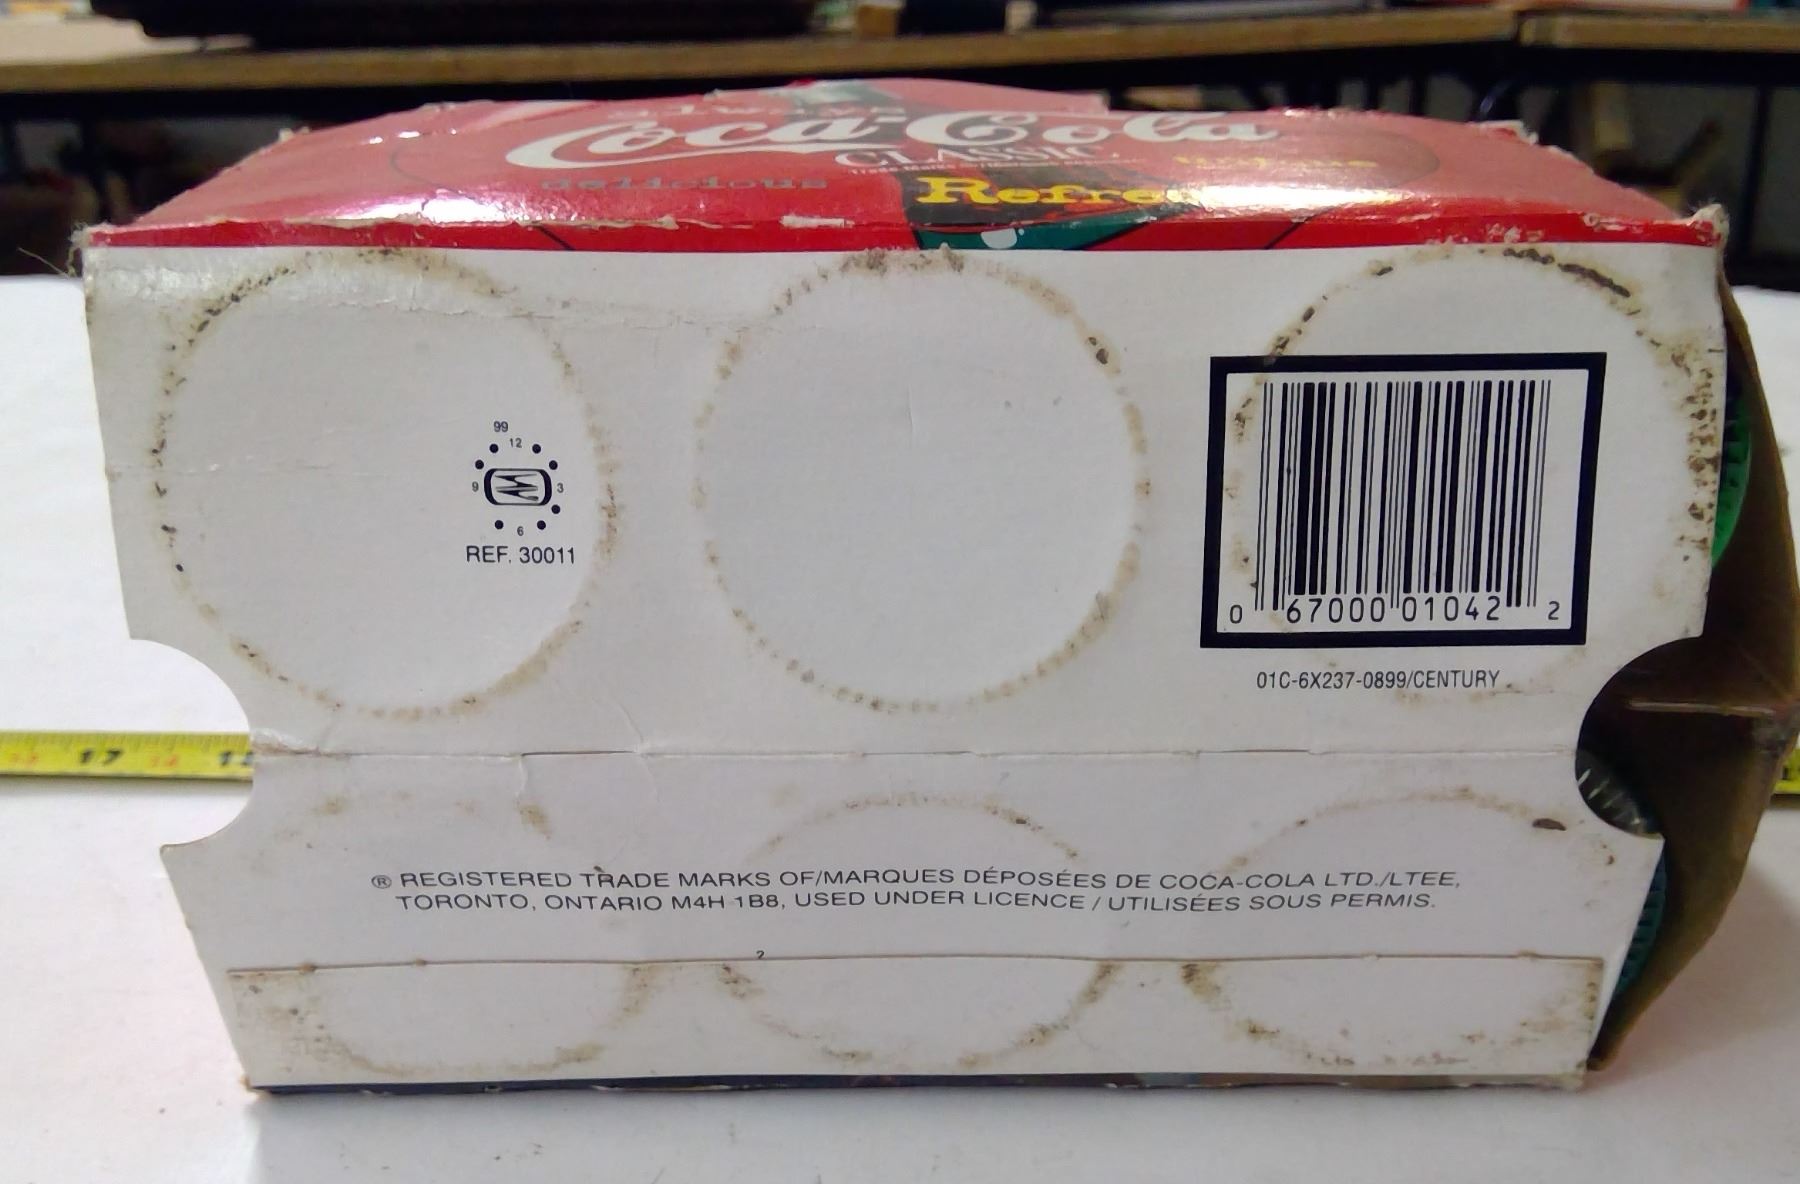 always
Coca-Cola
CLASSIC
delicious
unique
Refre
99
12
9 3
6
REF. 30011
0 67000 01042 2
01C-6X237-0899/CENTURY
® REGISTERED TRADE MARKS OF/MARQUES DÉPOSÉES DE COCA-COLA LTD./LTEE,
TORONTO, ONTARIO M4H 1B8, USED UNDER LICENCE / UTILISÉES SOUS PERMIS.
2
17